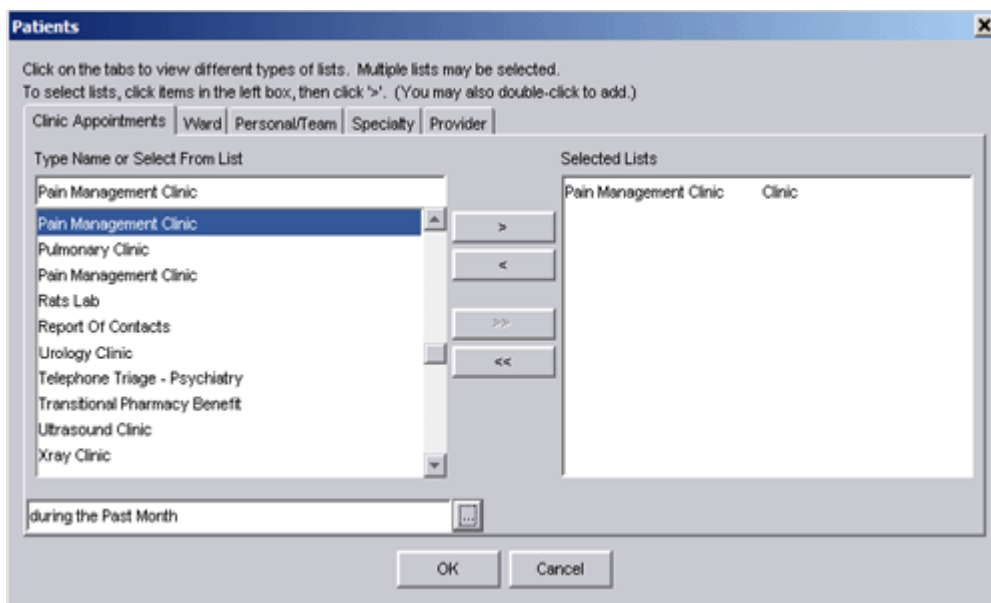 Patients
Click on the tabs to view different types of lists. Multiple lists may be selected.
To select lists, click items in the left box, then click '>'. (You may also double-click to add.)
Clinic Appointments Ward Personal/Team Specialty Provider
Type Name or Select From List
Selected Lists
Pain Management Clinic
Pain Management Clinic Clinic
Pain Management Clinic
Pulmonary Clinic
Pain Management Clinic
Rats Lab
Report Of Contacts
Urology Clinic
Telephone Triage - Psychiatry
Transitional Pharmacy Benefit
Ultrasound Clinic
Xray Clinic
>
<
>>
<<
during the Past Month
...
OK Cancel